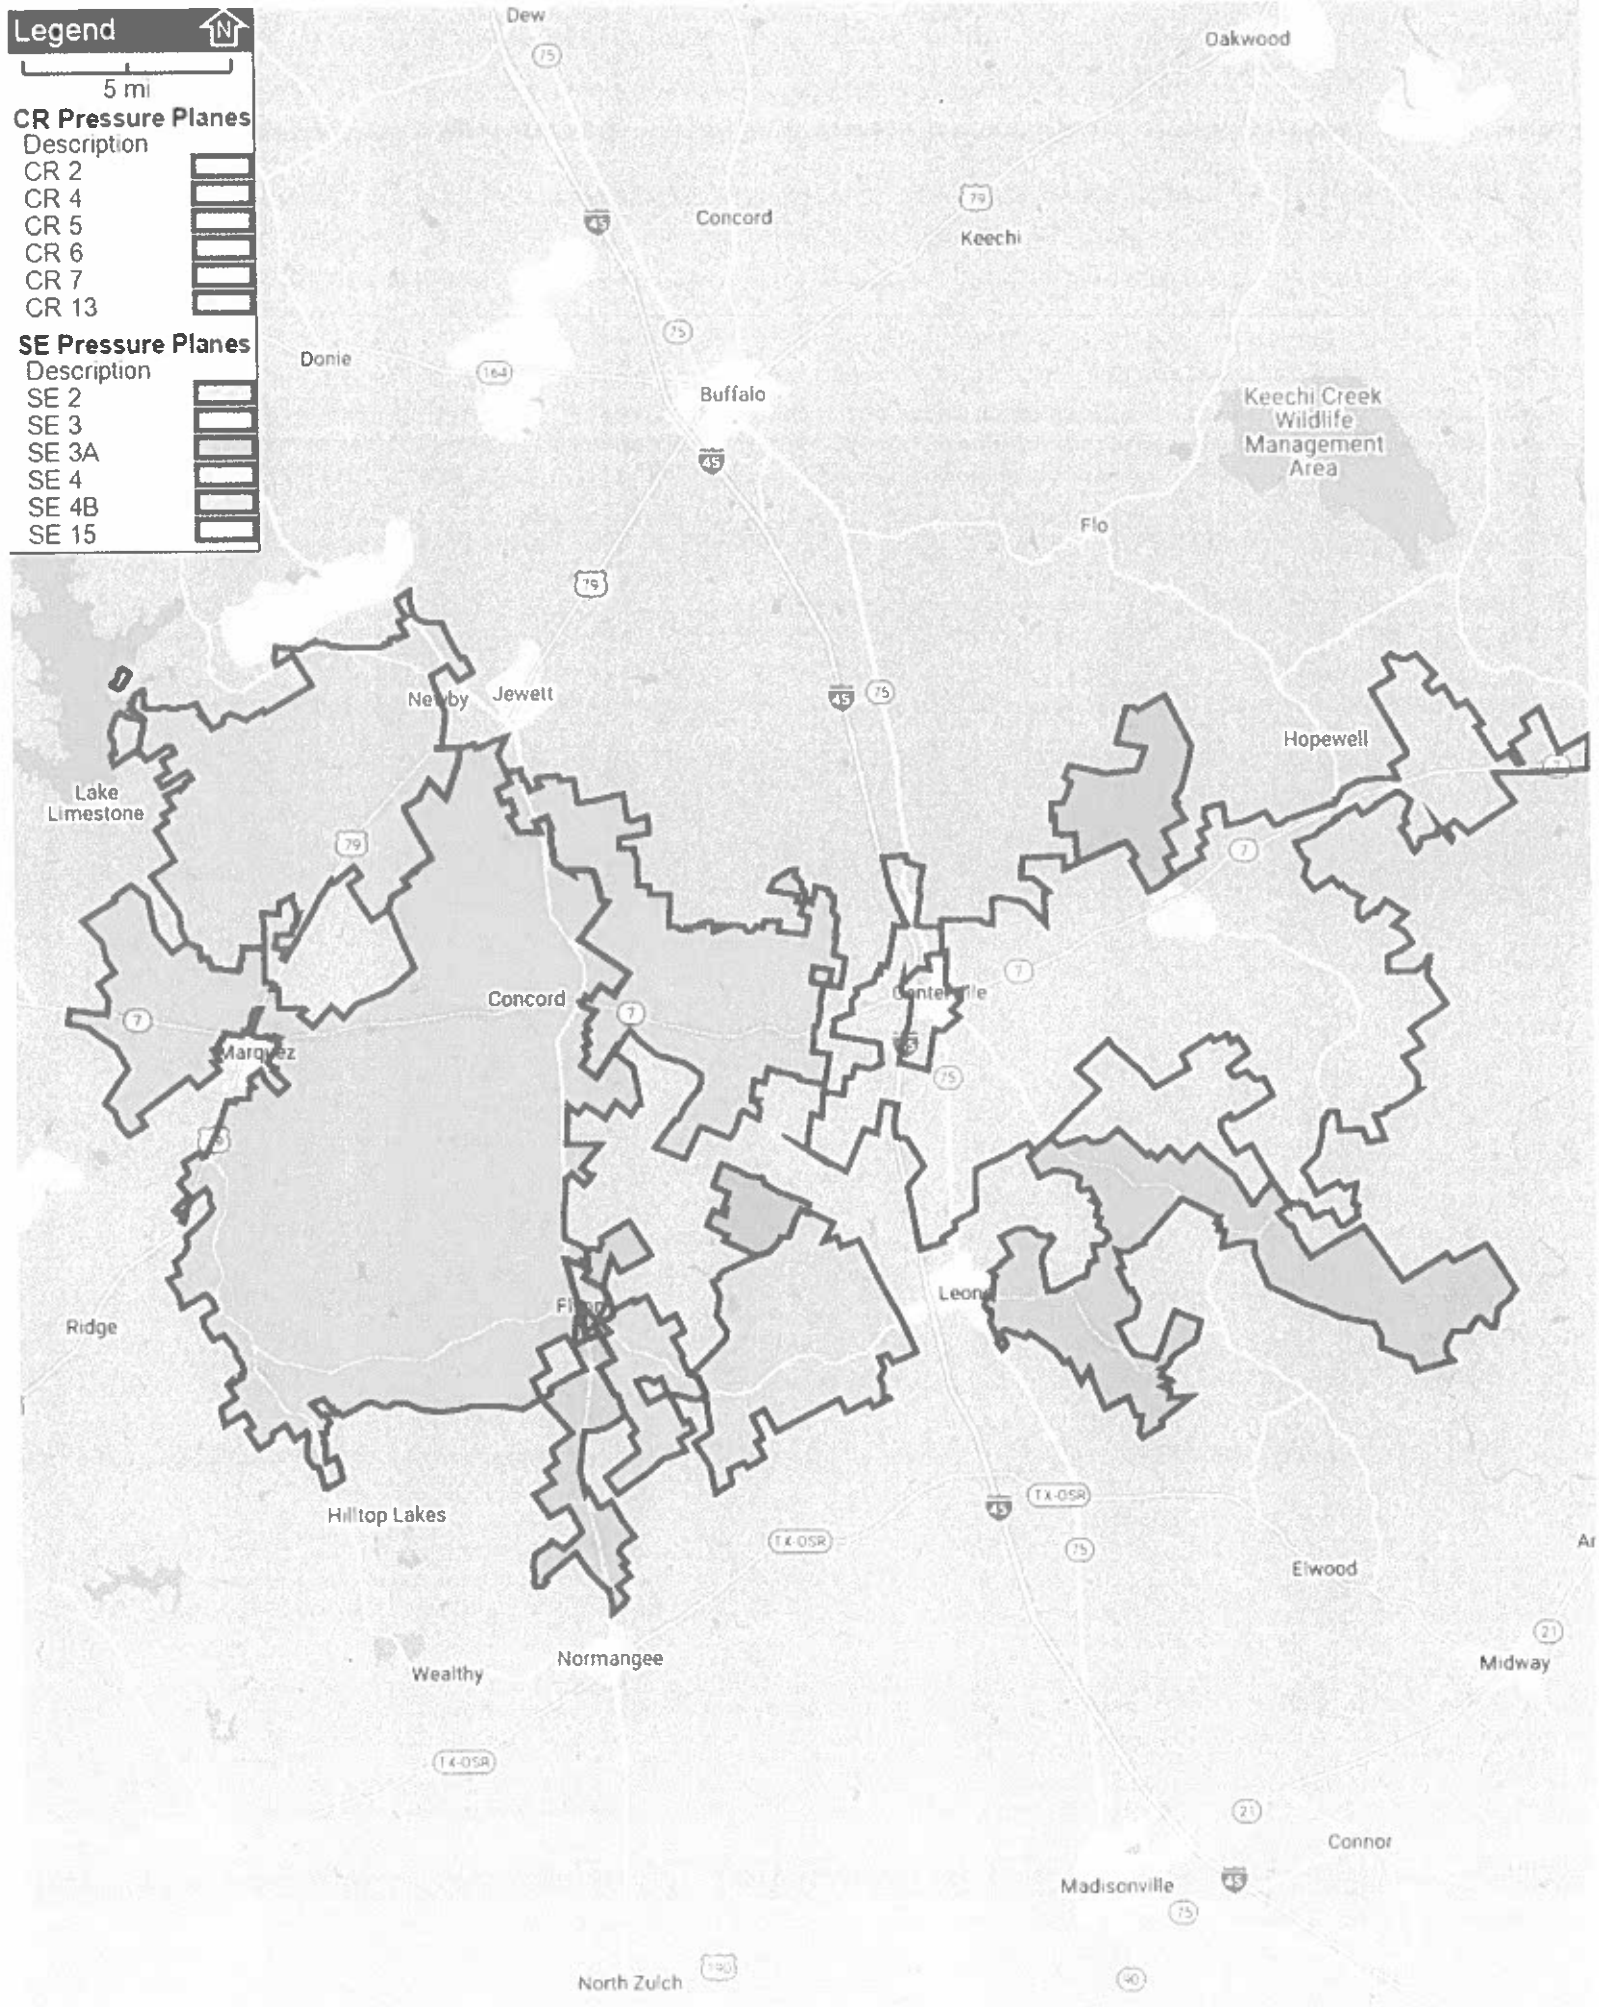 Legend N
5 mi
CR Pressure Planes
Description
CR 2
CR 4
CR 5
CR 6
CR 7
CR 13
SE Pressure Planes
Description
SE 2
SE 3
SE 3A
SE 4
SE 4B
SE 15
Dew
75
Oakwood
45
Concord
79
Keechi
75
Donie
164
Buffalo
45
Keechi Creek
Wildlife
Management
Area
Flo
79
Newby
Jewett
45
75
Hopewell
7
Lake
Limestone
79
7
7
Concord
7
Centerville
7
Marquez
45
75
Leona
Flynn
Ridge
Hilltop Lakes
45
TX-OSR
TX-OSR
75
Elwood
21
Normangee
Wealthy
Midway
TX-OSR
21
Connor
Madisonville
45
75
North Zulch
190
90